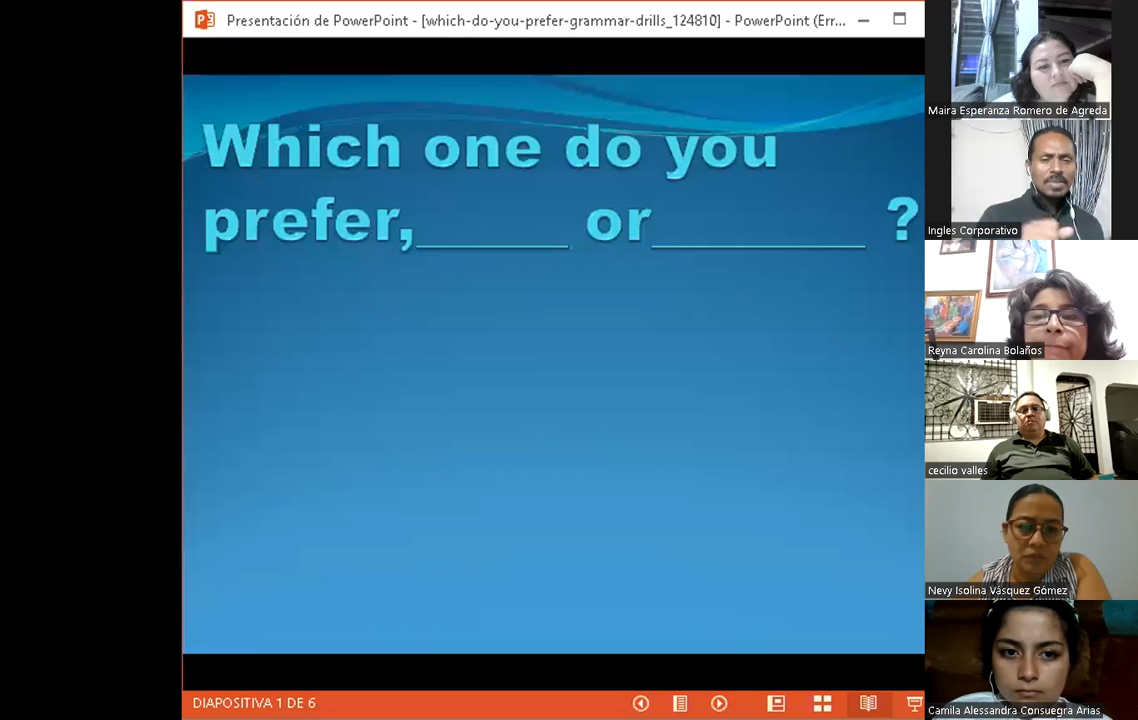 Presentación de PowerPoint - [which-do-you-prefer-grammar-drills_124810] - PowerPoint (Err...
Which one do you
prefer,______ or_________ ?
DIAPOSITIVA 1 DE 6
Maira Esperanza Romero de Agreda
Ingles Corporativo
Reyna Carolina Bolaños
cecilio valles
Nevy Isolina Vásquez Gómez
Camila Alessandra Consuegra Arias